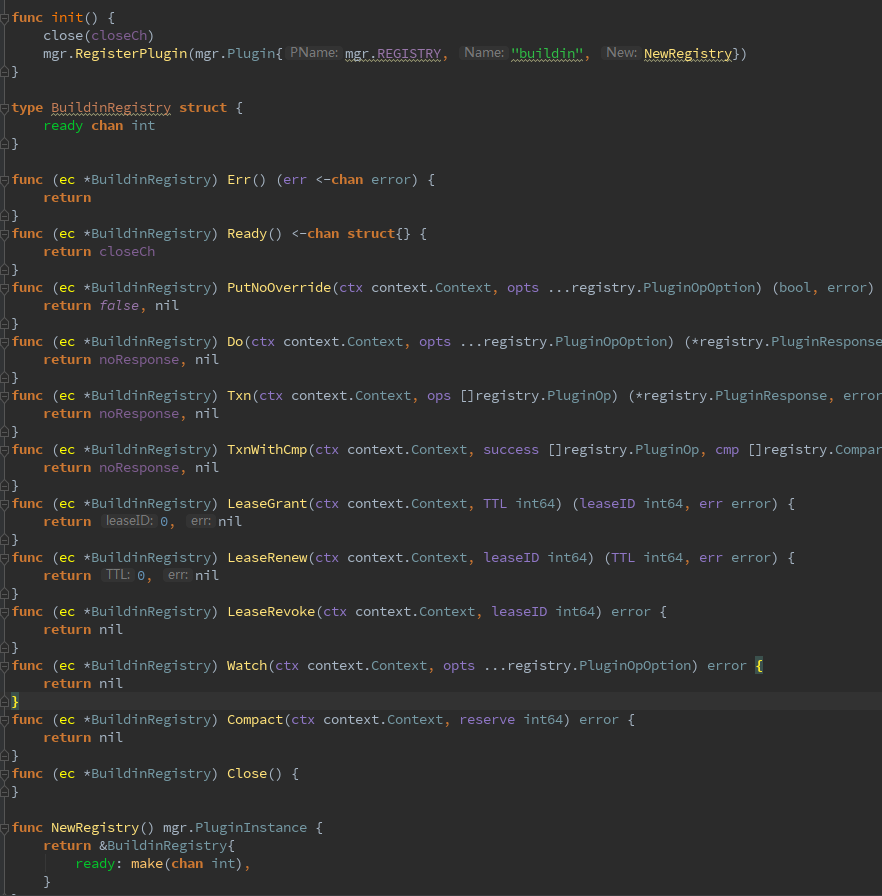 func init() {
    close(closeCh)
    mgr.RegisterPlugin(mgr.Plugin{ PName: mgr.REGISTRY, Name: "buildin", New: NewRegistry})
}

type BuildinRegistry struct {
    ready chan int
}

func (ec *BuildinRegistry) Err() (err <-chan error) {
    return
}
func (ec *BuildinRegistry) Ready() <-chan struct{} {
    return closeCh
}
func (ec *BuildinRegistry) PutNoOverride(ctx context.Context, opts ...registry.PluginOpOption) (bool, error)
    return false, nil
}
func (ec *BuildinRegistry) Do(ctx context.Context, opts ...registry.PluginOpOption) (*registry.PluginResponse
    return noResponse, nil
}
func (ec *BuildinRegistry) Txn(ctx context.Context, ops []registry.PluginOp) (*registry.PluginResponse, error
    return noResponse, nil
}
func (ec *BuildinRegistry) TxnWithCmp(ctx context.Context, success []registry.PluginOp, cmp []registry.Compar
    return noResponse, nil
}
func (ec *BuildinRegistry) LeaseGrant(ctx context.Context, TTL int64) (leaseID int64, err error) {
    return leaseID: 0, err: nil
}
func (ec *BuildinRegistry) LeaseRenew(ctx context.Context, leaseID int64) (TTL int64, err error) {
    return TTL: 0, err: nil
}
func (ec *BuildinRegistry) LeaseRevoke(ctx context.Context, leaseID int64) error {
    return nil
}
func (ec *BuildinRegistry) Watch(ctx context.Context, opts ...registry.PluginOpOption) error {
    return nil
}
func (ec *BuildinRegistry) Compact(ctx context.Context, reserve int64) error {
    return nil
}
func (ec *BuildinRegistry) Close() {
}

func NewRegistry() mgr.PluginInstance {
    return &BuildinRegistry{
        ready: make(chan int),
    }